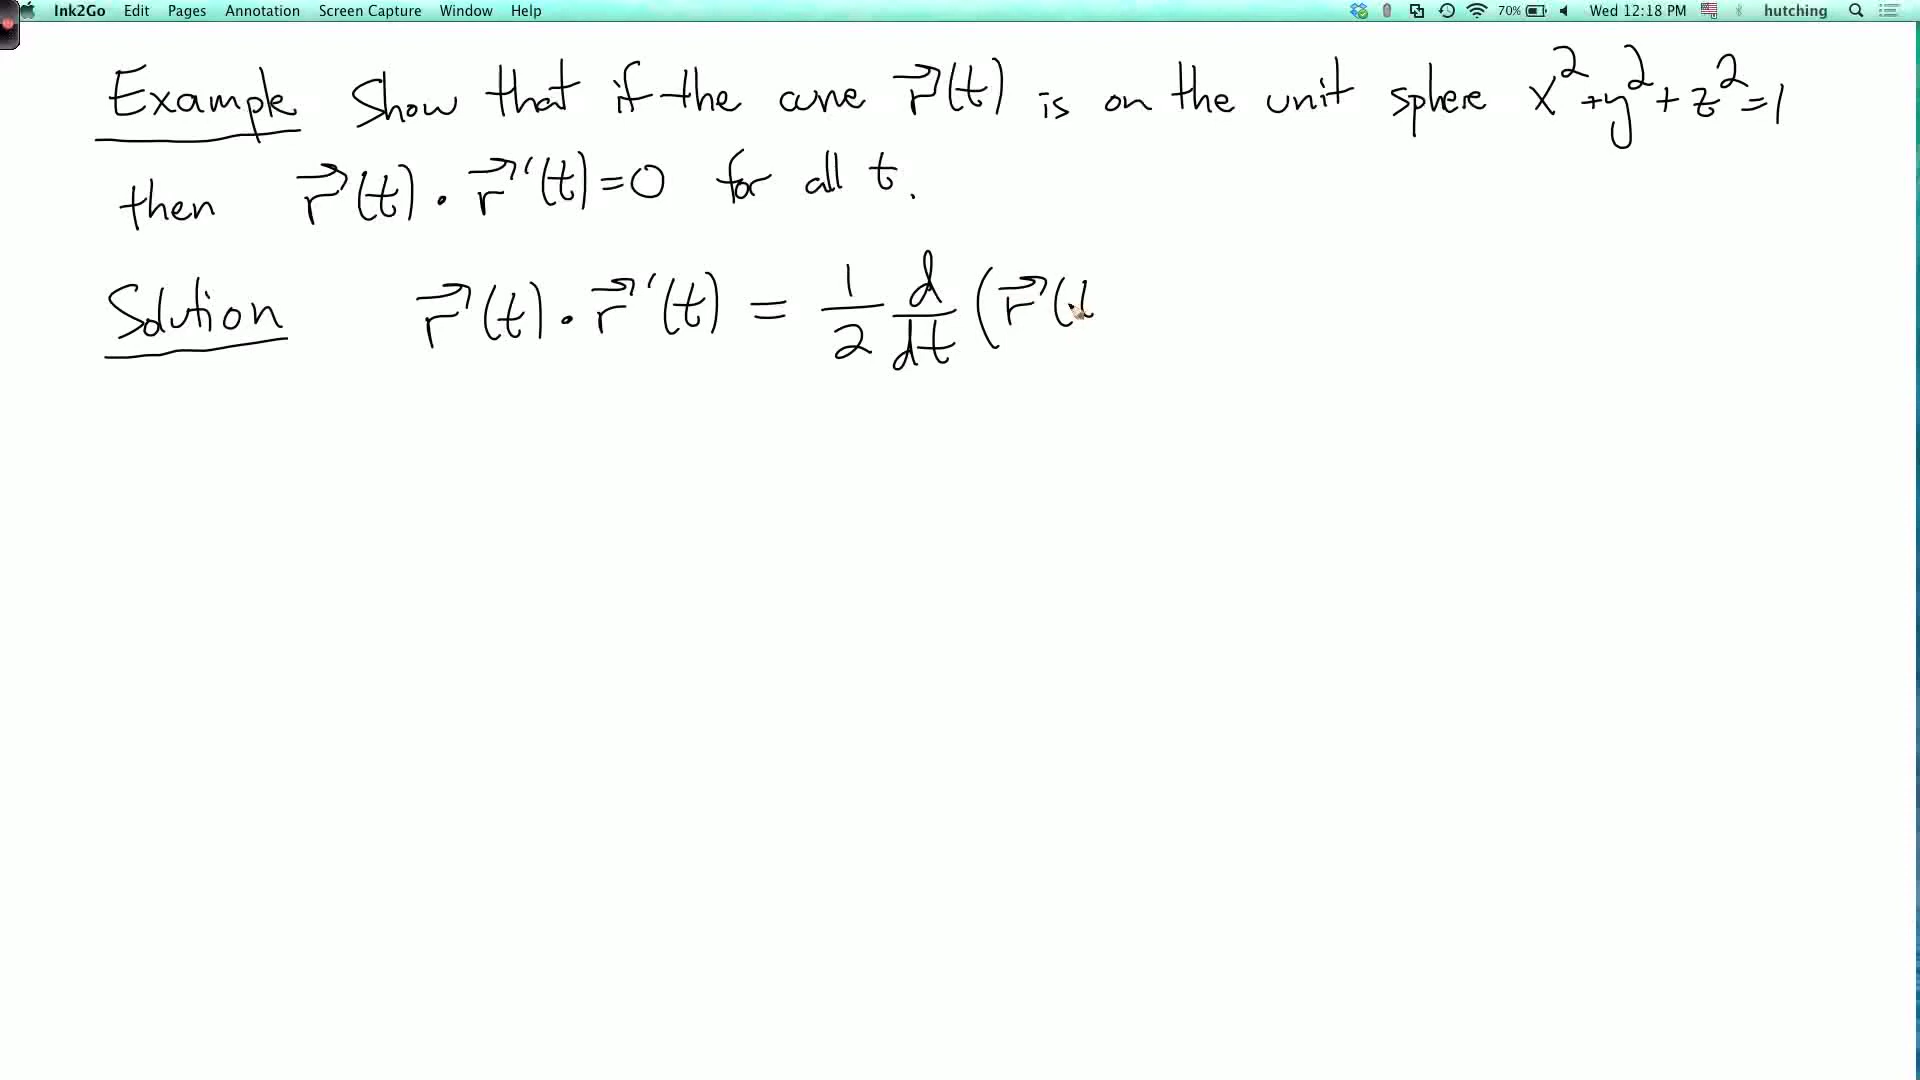 Ink2Go Edit Pages Annotation Screen Capture Window Help 70% Wed 12:18 PM hutching
Example Show that if the curve r⃗(t) is on the unit sphere x²+y²+z²=1
then r⃗(t)·r⃗'(t)=0 for all t.
Solution r⃗(t)·r⃗'(t) = 1/2 d/dt (r⃗(t